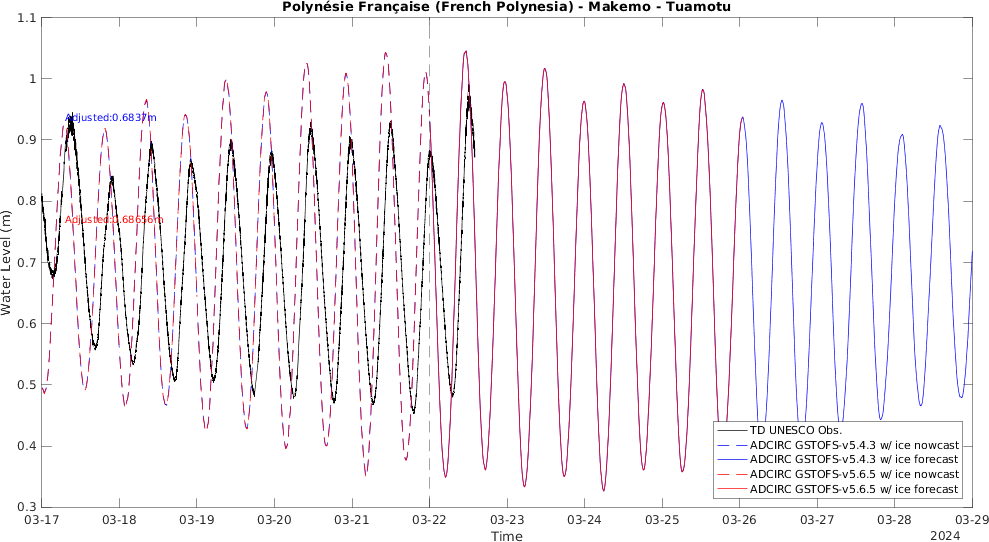 Polynésie Française (French Polynesia) - Makemo - Tuamotu
1.1
1
0.9
0.8
0.7
0.6
0.5
0.4
0.3
Water Level (m)
Adjusted:0.6837m
Adjusted:0.68656m
TD UNESCO Obs.
ADCIRC GSTOFS-v5.4.3 w/ ice nowcast
ADCIRC GSTOFS-v5.4.3 w/ ice forecast
ADCIRC GSTOFS-v5.6.5 w/ ice nowcast
ADCIRC GSTOFS-v5.6.5 w/ ice forecast
03-17 03-18 03-19 03-20 03-21 03-22 03-23 03-24 03-25 03-26 03-27 03-28 03-29
Time
2024